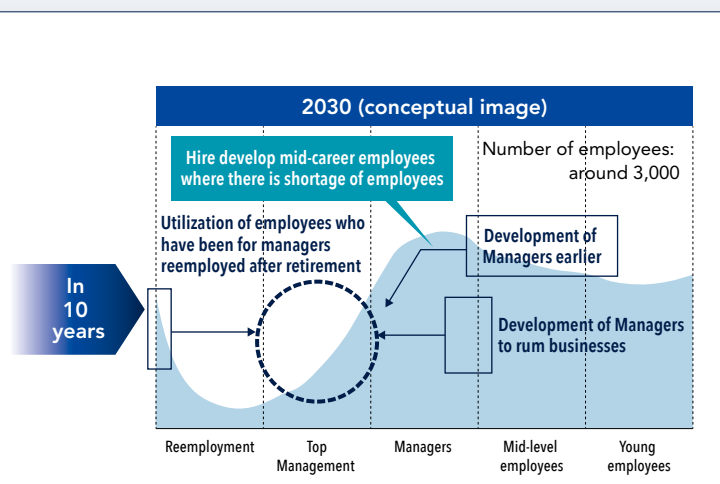 2030 (conceptual image)
Hire develop mid-career employees
where there is shortage of employees
Number of employees:
around 3,000
Utilization of employees who
have been for managers
reemployed after retirement
Development of
Managers earlier
In
10
years
Development of Managers
to rum businesses
Reemployment
Top
Management
Managers
Mid-level
employees
Young
employees